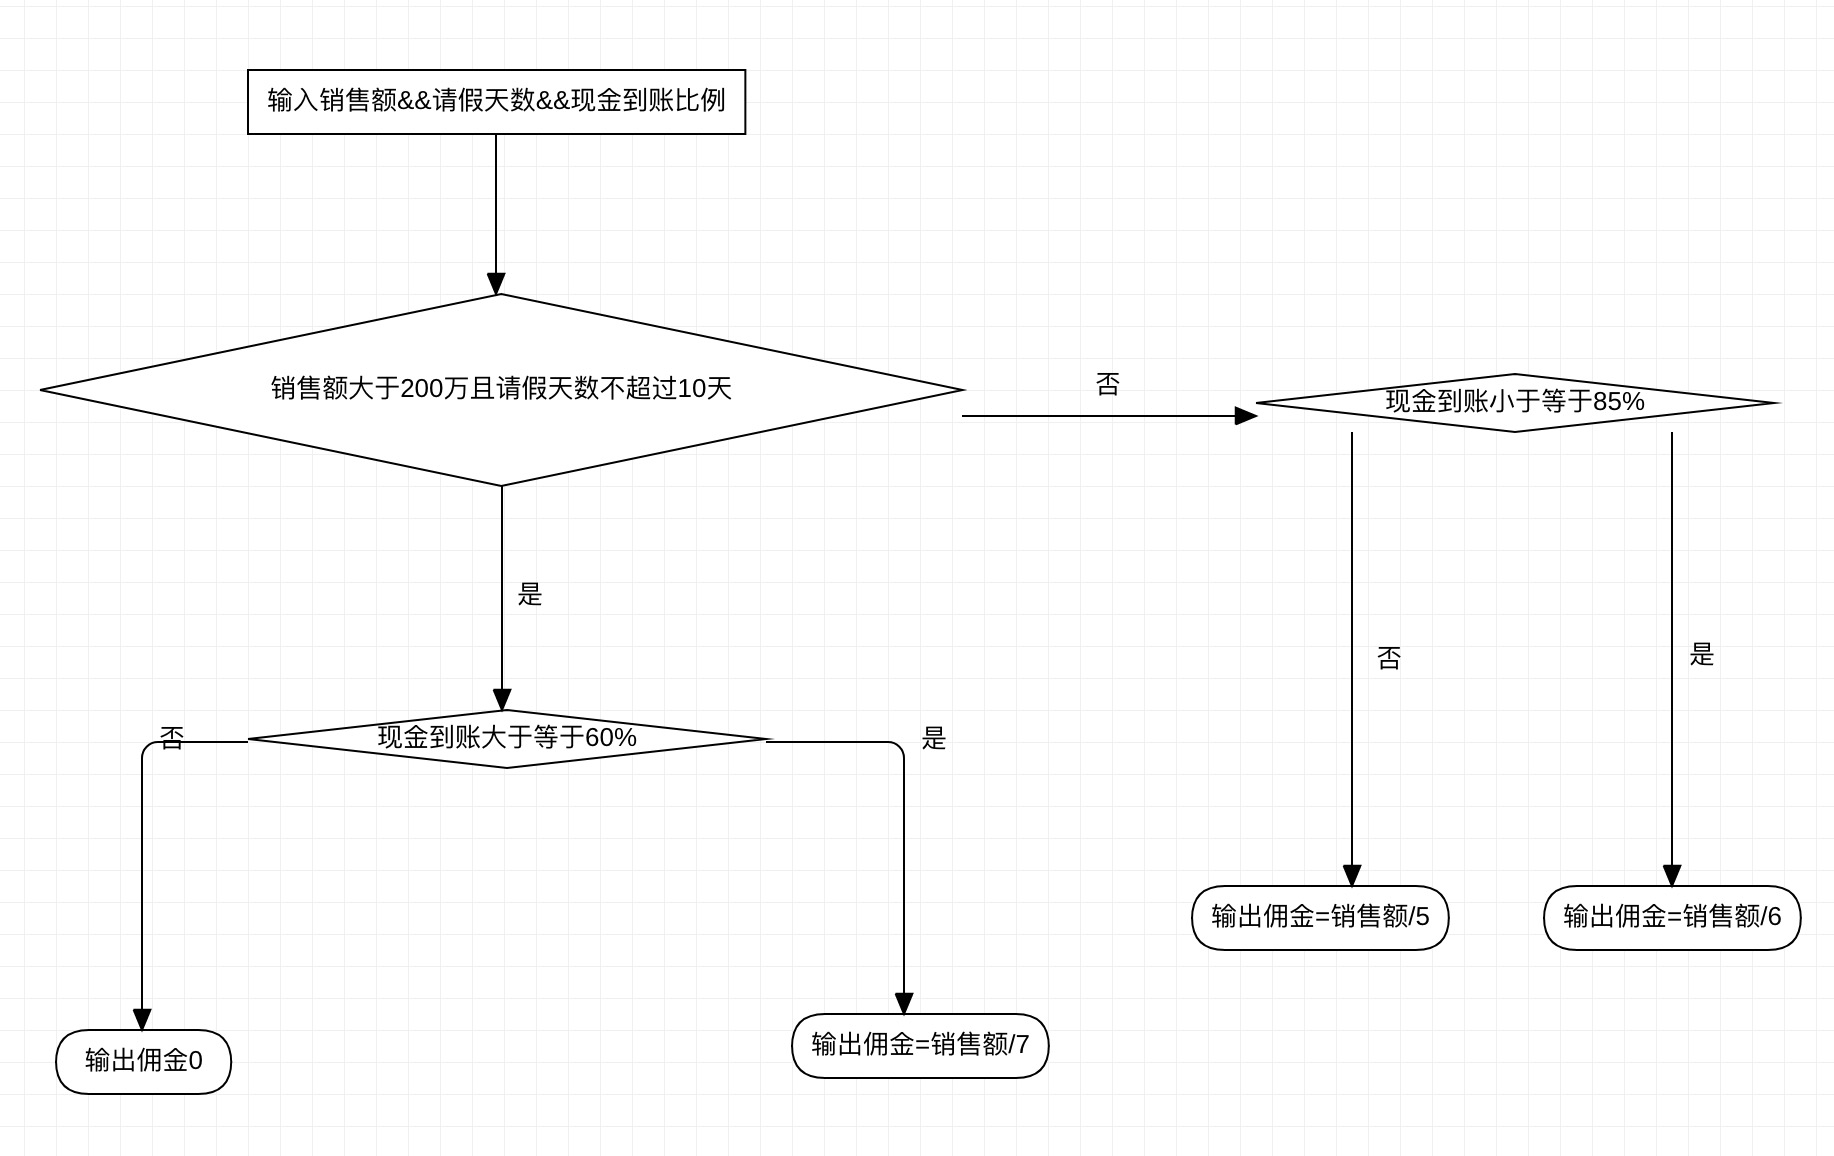 输入销售额&&请假天数&&现金到账比例
销售额大于200万且请假天数不超过10天
否
现金到账小于等于85%
是
否
是
否
现金到账大于等于60%
是
输出佣金=销售额/5
输出佣金=销售额/6
输出佣金0
输出佣金=销售额/7